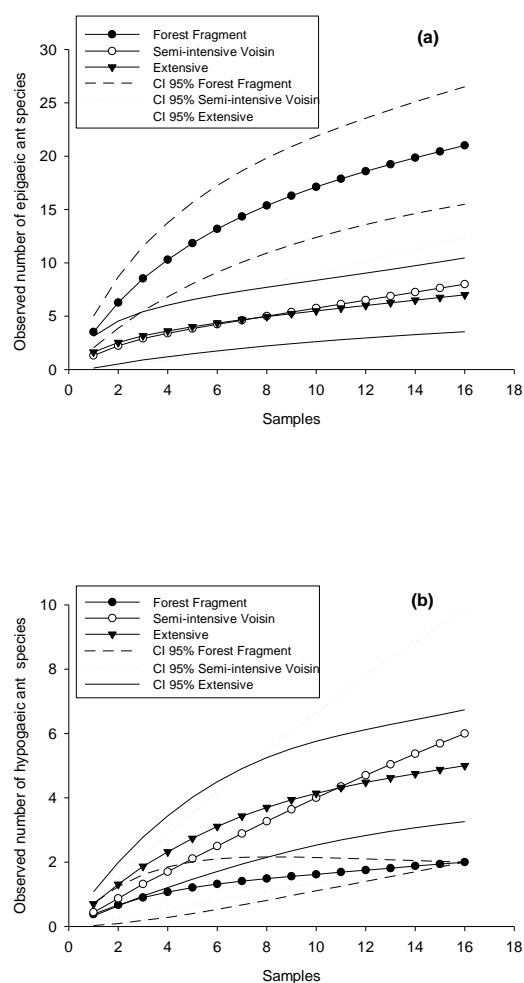 (a)
Forest Fragment
Semi-intensive Voisin
Extensive
CI 95% Forest Fragment
CI 95% Semi-intensive Voisin
CI 95% Extensive
Observed number of epigaeic ant species
30
25
20
15
10
5
0
0 2 4 6 8 10 12 14 16 18
Samples
(b)
Forest Fragment
Semi-intensive Voisin
Extensive
CI 95% Forest Fragment
CI 95% Semi-intensive Voisin
CI 95% Extensive
Observed number of hypogaeic ant species
10
8
6
4
2
0
0 2 4 6 8 10 12 14 16 18
Samples